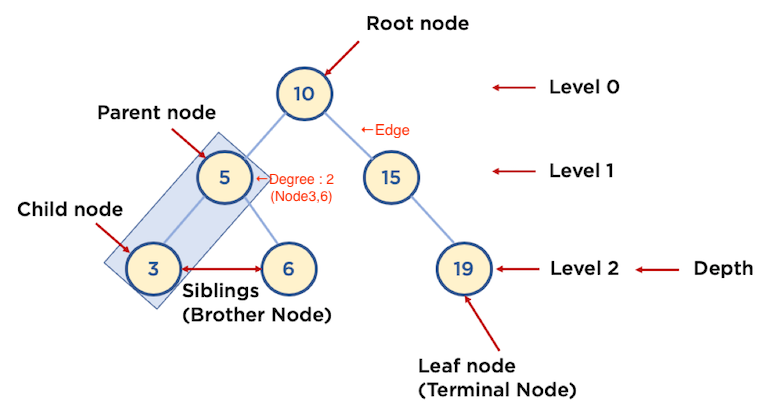 Root node
10
Level 0
Parent node
←Edge
5
←Degree : 2
(Node3,6)
15
Level 1
Child node
3
6
19
Level 2
Depth
Siblings
(Brother Node)
Leaf node
(Terminal Node)